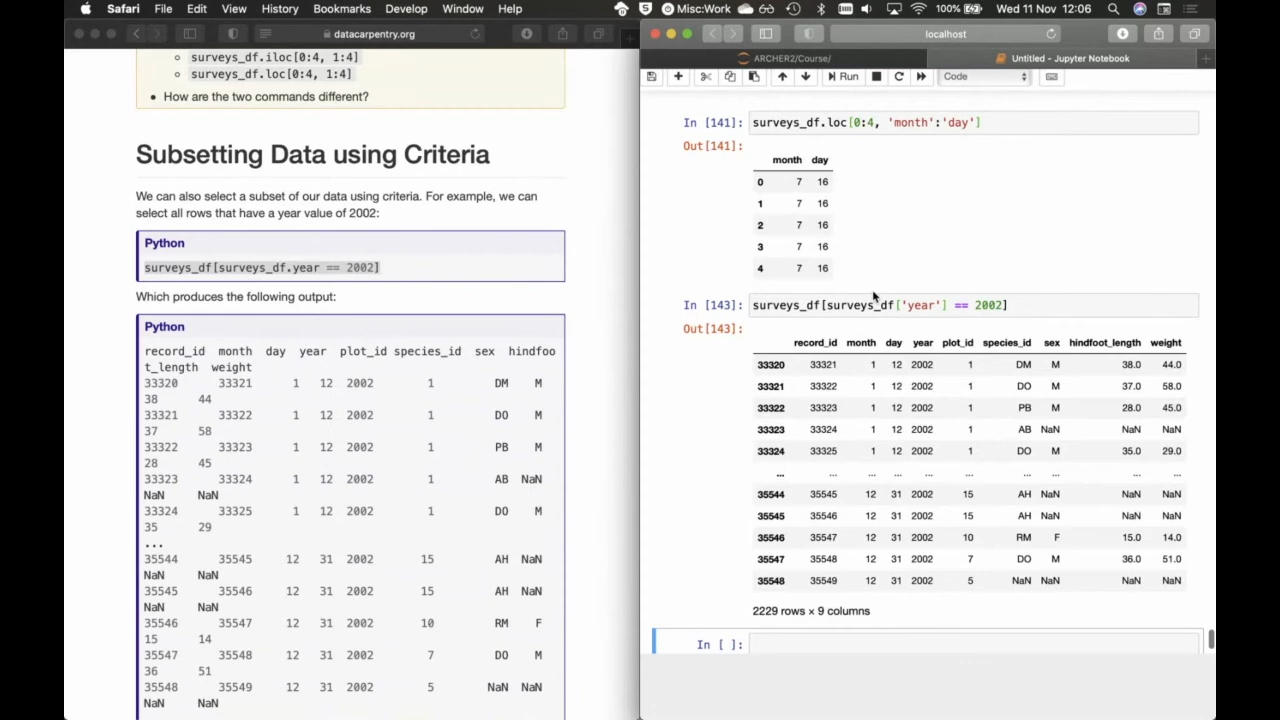 Safari File Edit View History Bookmarks Develop Window Help Misc:Work 100% Wed 11 Nov 12:06
datacarpentry.org
surveys_df.iloc[0:4, 1:4]
surveys_df.loc[0:4, 1:4]
How are the two commands different?
Subsetting Data using Criteria
We can also select a subset of our data using criteria. For example, we can
select all rows that have a year value of 2002:
Python
surveys_df[surveys_df.year == 2002]
Which produces the following output:
Python
record_id month day year plot_id species_id sex hindfoo
t_length weight
33320 33321 1 12 2002 1 DM M
38 44
33321 33322 1 12 2002 1 DO M
37 58
33322 33323 1 12 2002 1 PB M
28 45
33323 33324 1 12 2002 1 AB NaN
NaN NaN
33324 33325 1 12 2002 1 DO M
35 29
...
35544 35545 12 31 2002 15 AH NaN
NaN NaN
35545 35546 12 31 2002 15 AH NaN
NaN NaN
35546 35547 12 31 2002 10 RM F
15 14
35547 35548 12 31 2002 7 DO M
36 51
35548 35549 12 31 2002 5 NaN NaN
NaN NaN
localhost
ARCHER2/Course/ Untitled - Jupyter Notebook
Run Code
In [141]: surveys_df.loc[0:4, 'month':'day']
Out[141]:
month day
0 7 16
1 7 16
2 7 16
3 7 16
4 7 16
In [143]: surveys_df[surveys_df['year'] == 2002]
Out[143]:
record_id month day year plot_id species_id sex hindfoot_length weight
33320 33321 1 12 2002 1 DM M 38.0 44.0
33321 33322 1 12 2002 1 DO M 37.0 58.0
33322 33323 1 12 2002 1 PB M 28.0 45.0
33323 33324 1 12 2002 1 AB NaN NaN NaN
33324 33325 1 12 2002 1 DO M 35.0 29.0
... ... ... ... ... ... ... ... ... ...
35544 35545 12 31 2002 15 AH NaN NaN NaN
35545 35546 12 31 2002 15 AH NaN NaN NaN
35546 35547 12 31 2002 10 RM F 15.0 14.0
35547 35548 12 31 2002 7 DO M 36.0 51.0
35548 35549 12 31 2002 5 NaN NaN NaN NaN
2229 rows × 9 columns
In [ ]: